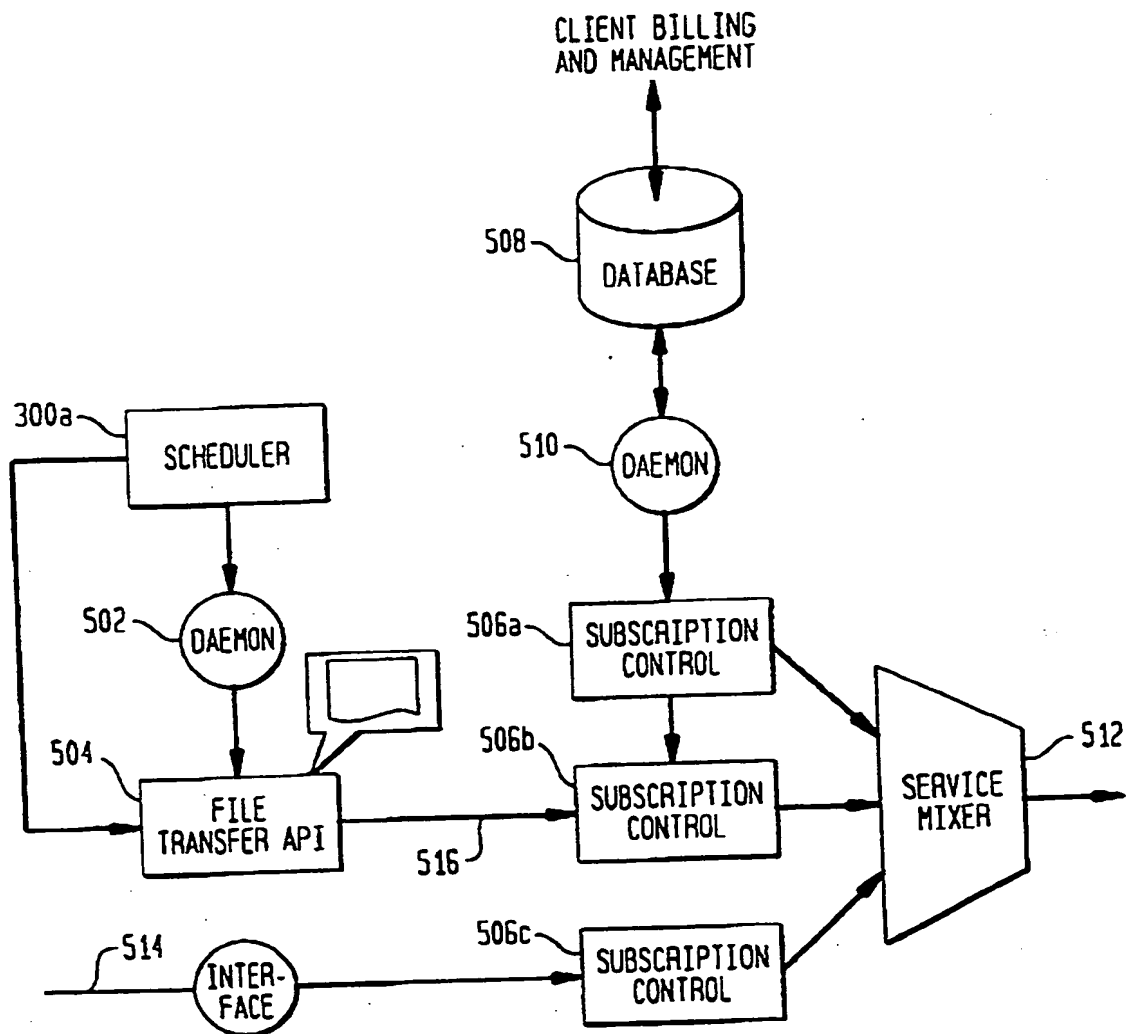 CLIENT BILLING
AND MANAGEMENT
508
DATABASE
300a
SCHEDULER
510
DAEMON
502
DAEMON
506a
SUBSCRIPTION
CONTROL
504
FILE
TRANSFER API
516
506b
SUBSCRIPTION
CONTROL
512
SERVICE
MIXER
514
INTER-
FACE
506c
SUBSCRIPTION
CONTROL